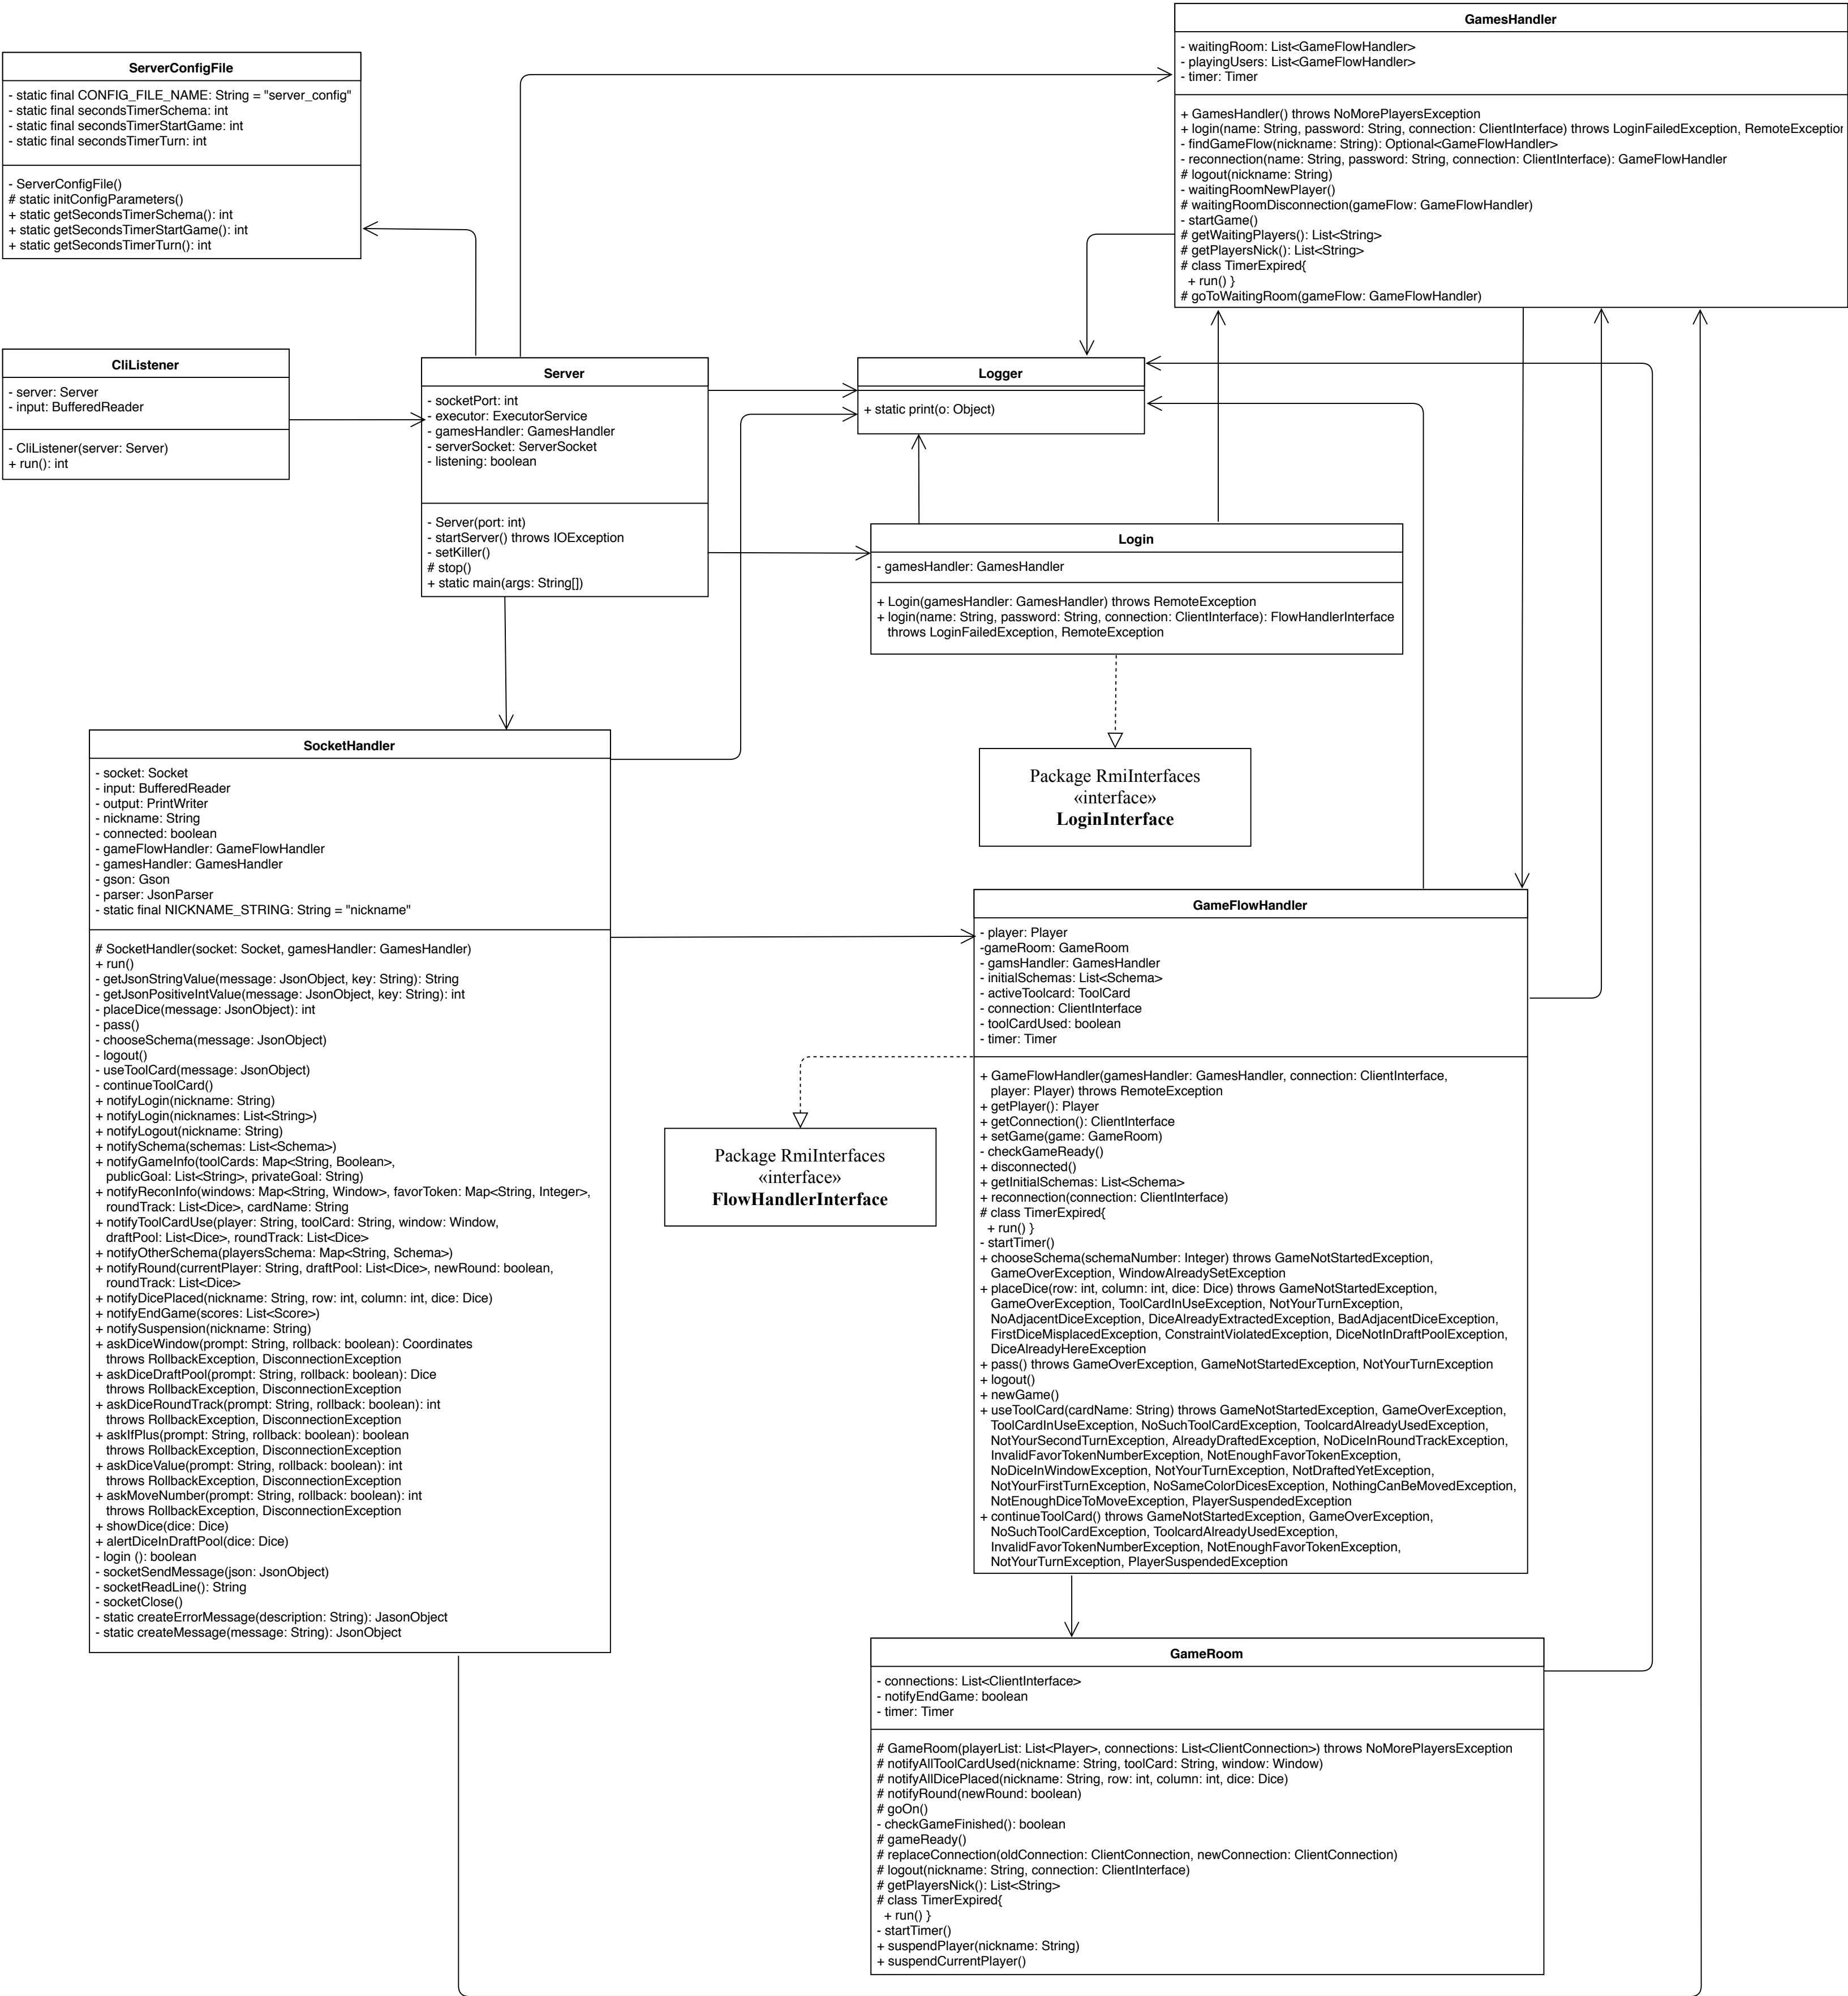 GamesHandler
- waitingRoom: List<GameFlowHandler>
- playingUsers: List<GameFlowHandler>
- timer: Timer
+ GamesHandler() throws NoMorePlayersException
+ login(name: String, password: String, connection: ClientInterface) throws LoginFailedException, RemoteException
- findGameFlow(nickname: String): Optional<GameFlowHandler>
- reconnection(name: String, password: String, connection: ClientInterface): GameFlowHandler
# logout(nickname: String)
- waitingRoomNewPlayer()
# waitingRoomDisconnection(gameFlow: GameFlowHandler)
- startGame()
# getWaitingPlayers(): List<String>
# getPlayersNick(): List<String>
# class TimerExpired{
+ run() }
# goToWaitingRoom(gameFlow: GameFlowHandler)
ServerConfigFile
- static final CONFIG_FILE_NAME: String = "server_config"
- static final secondsTimerSchema: int
- static final secondsTimerStartGame: int
- static final secondsTimerTurn: int
- ServerConfigFile()
# static initConfigParameters()
+ static getSecondsTimerSchema(): int
+ static getSecondsTimerStartGame(): int
+ static getSecondsTimerTurn(): int
CliListener
- server: Server
- input: BufferedReader
- CliListener(server: Server)
+ run(): int
Server
- socketPort: int
- executor: ExecutorService
- gamesHandler: GamesHandler
- serverSocket: ServerSocket
- listening: boolean
- Server(port: int)
- startServer() throws IOException
- setKiller()
# stop()
+ static main(args: String[])
Logger
+ static print(o: Object)
Login
- gamesHandler: GamesHandler
+ Login(gamesHandler: GamesHandler) throws RemoteException
+ login(name: String, password: String, connection: ClientInterface): FlowHandlerInterface
throws LoginFailedException, RemoteException
Package RmiInterfaces
«interface»
LoginInterface
SocketHandler
- socket: Socket
- input: BufferedReader
- output: PrintWriter
- nickname: String
- connected: boolean
- gameFlowHandler: GameFlowHandler
- gamesHandler: GamesHandler
- gson: Gson
- parser: JsonParser
- static final NICKNAME_STRING: String = "nickname"
# SocketHandler(socket: Socket, gamesHandler: GamesHandler)
+ run()
- getJsonStringValue(message: JsonObject, key: String): String
- getJsonPositiveIntValue(message: JsonObject, key: String): int
- placeDice(message: JsonObject): int
- pass()
- chooseSchema(message: JsonObject)
- logout()
- useToolCard(message: JsonObject)
- continueToolCard()
+ notifyLogin(nickname: String)
+ notifyLogin(nicknames: List<String>)
+ notifyLogout(nickname: String)
+ notifySchema(schemas: List<Schema>)
+ notifyGameInfo(toolCards: Map<String, Boolean>,
publicGoal: List<String>, privateGoal: String)
+ notifyReconInfo(windows: Map<String, Window>, favorToken: Map<String, Integer>,
roundTrack: List<Dice>, cardName: String
+ notifyToolCardUse(player: String, toolCard: String, window: Window,
draftPool: List<Dice>, roundTrack: List<Dice>
+ notifyOtherSchema(playersSchema: Map<String, Schema>)
+ notifyRound(currentPlayer: String, draftPool: List<Dice>, newRound: boolean,
roundTrack: List<Dice>
+ notifyDicePlaced(nickname: String, row: int, column: int, dice: Dice)
+ notifyEndGame(scores: List<Score>)
+ notifySuspension(nickname: String)
+ askDiceWindow(prompt: String, rollback: boolean): Coordinates
throws RollbackException, DisconnectionException
+ askDiceDraftPool(prompt: String, rollback: boolean): Dice
throws RollbackException, DisconnectionException
+ askDiceRoundTrack(prompt: String, rollback: boolean): int
throws RollbackException, DisconnectionException
+ askIfPlus(prompt: String, rollback: boolean): boolean
throws RollbackException, DisconnectionException
+ askDiceValue(prompt: String, rollback: boolean): int
throws RollbackException, DisconnectionException
+ askMoveNumber(prompt: String, rollback: boolean): int
throws RollbackException, DisconnectionException
+ showDice(dice: Dice)
+ alertDiceInDraftPool(dice: Dice)
- login (): boolean
- socketSendMessage(json: JsonObject)
- socketReadLine(): String
- socketClose()
- static createErrorMessage(description: String): JasonObject
- static createMessage(message: String): JsonObject
Package RmiInterfaces
«interface»
FlowHandlerInterface
GameFlowHandler
- player: Player
-gameRoom: GameRoom
- gamsHandler: GamesHandler
- initialSchemas: List<Schema>
- activeToolcard: ToolCard
- connection: ClientInterface
- toolCardUsed: boolean
- timer: Timer
+ GameFlowHandler(gamesHandler: GamesHandler, connection: ClientInterface,
player: Player) throws RemoteException
+ getPlayer(): Player
+ getConnection(): ClientInterface
+ setGame(game: GameRoom)
- checkGameReady()
+ disconnected()
+ getInitialSchemas: List<Schema>
+ reconnection(connection: ClientInterface)
# class TimerExpired{
+ run() }
- startTimer()
+ chooseSchema(schemaNumber: Integer) throws GameNotStartedException,
GameOverException, WindowAlreadySetException
+ placeDice(row: int, column: int, dice: Dice) throws GameNotStartedException,
GameOverException, ToolCardInUseException, NotYourTurnException,
NoAdjacentDiceException, DiceAlreadyExtractedException, BadAdjacentDiceException,
FirstDiceMisplacedException, ConstraintViolatedException, DiceNotInDraftPoolException,
DiceAlreadyHereException
+ pass() throws GameOverException, GameNotStartedException, NotYourTurnException
+ logout()
+ newGame()
+ useToolCard(cardName: String) throws GameNotStartedException, GameOverException,
ToolCardInUseException, NoSuchToolCardException, ToolcardAlreadyUsedException,
NotYourSecondTurnException, AlreadyDraftedException, NoDiceInRoundTrackException,
InvalidFavorTokenNumberException, NotEnoughFavorTokenException,
NoDiceInWindowException, NotYourTurnException, NotDraftedYetException,
NotYourFirstTurnException, NoSameColorDicesException, NothingCanBeMovedException,
NotEnoughDiceToMoveException, PlayerSuspendedException
+ continueToolCard() throws GameNotStartedException, GameOverException,
NoSuchToolCardException, ToolcardAlreadyUsedException,
InvalidFavorTokenNumberException, NotEnoughFavorTokenException,
NotYourTurnException, PlayerSuspendedException
GameRoom
- connections: List<ClientInterface>
- notifyEndGame: boolean
- timer: Timer
# GameRoom(playerList: List<Player>, connections: List<ClientConnection>) throws NoMorePlayersException
# notifyAllToolCardUsed(nickname: String, toolCard: String, window: Window)
# notifyAllDicePlaced(nickname: String, row: int, column: int, dice: Dice)
# notifyRound(newRound: boolean)
# goOn()
- checkGameFinished(): boolean
# gameReady()
# replaceConnection(oldConnection: ClientConnection, newConnection: ClientConnection)
# logout(nickname: String, connection: ClientInterface)
# getPlayersNick(): List<String>
# class TimerExpired{
+ run() }
- startTimer()
+ suspendPlayer(nickname: String)
+ suspendCurrentPlayer()